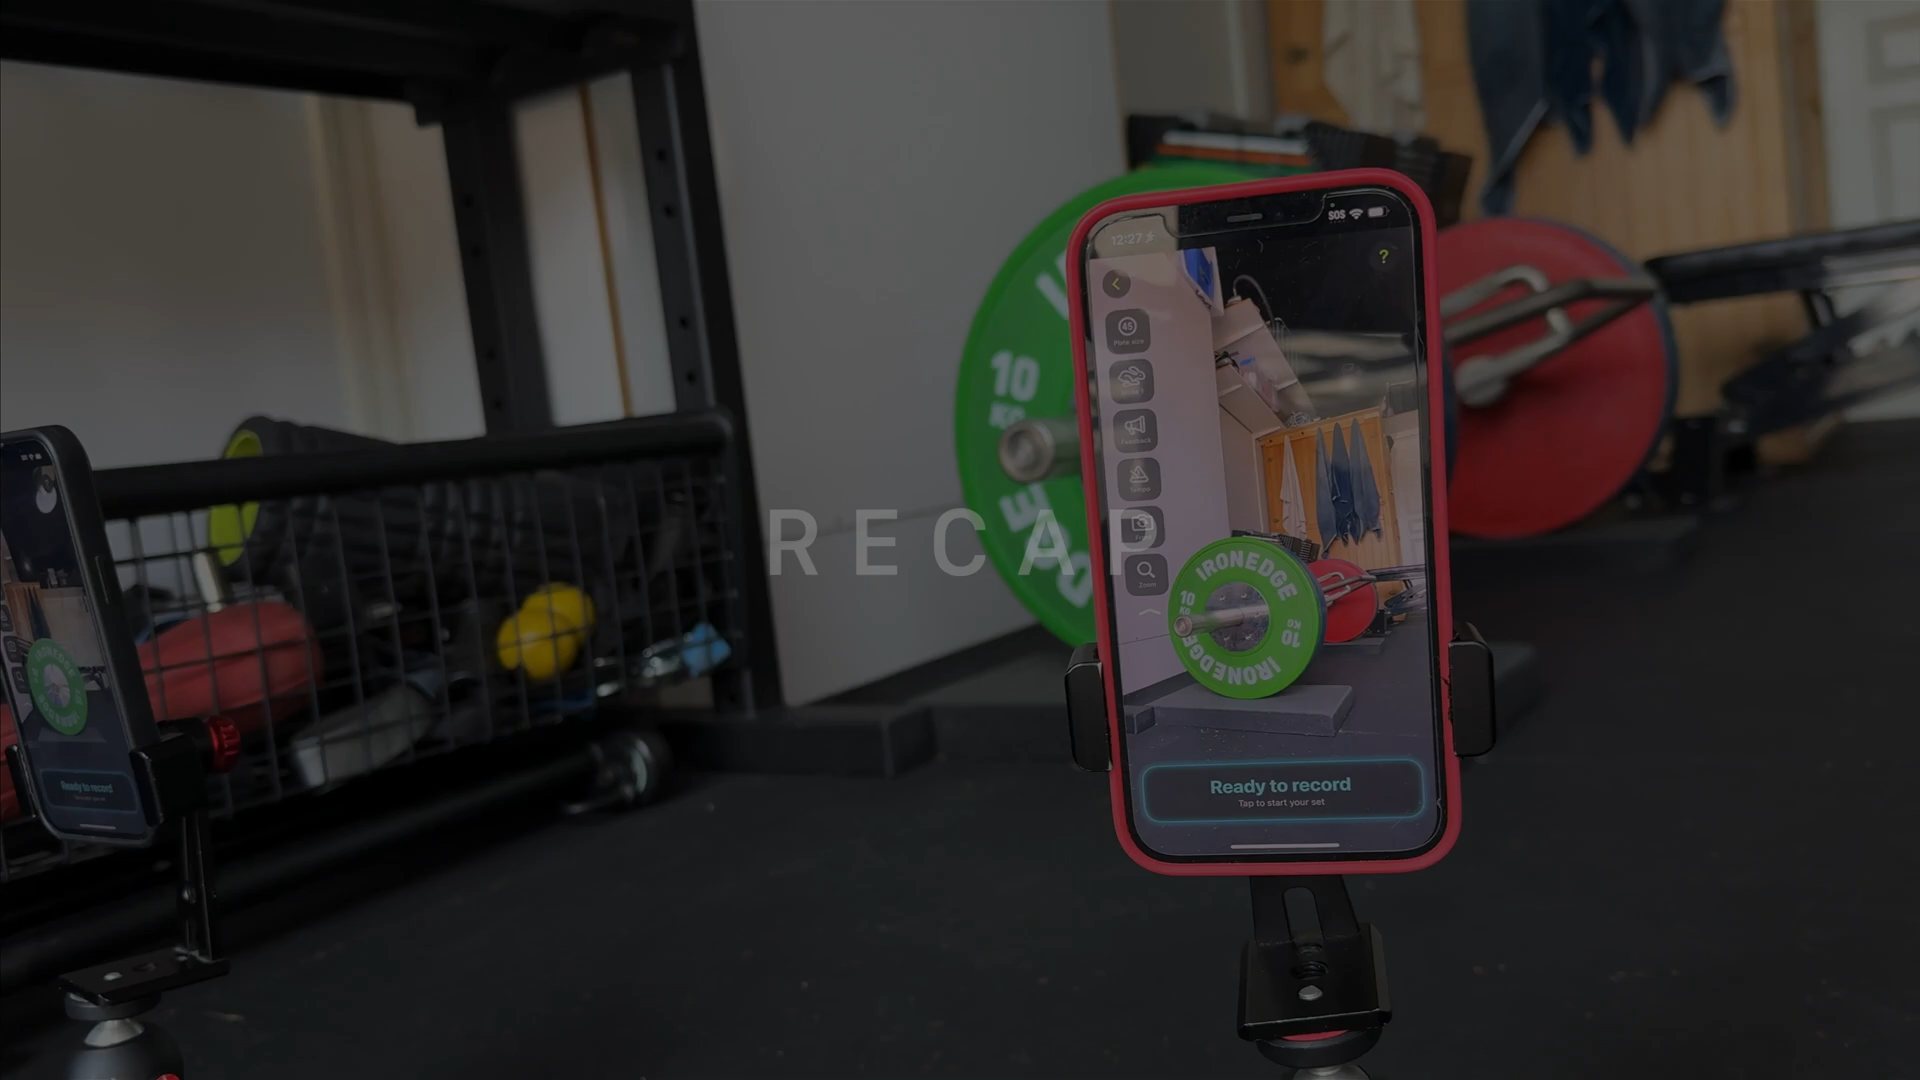 RECAP
10
KG
12:27
SOS
?
45
Plate size
Feedback
Tempo
Zoom
IRONEDGE
10
KG
10
KG
IRONEDGE
Ready to record
Tap to start your set
Ready to record